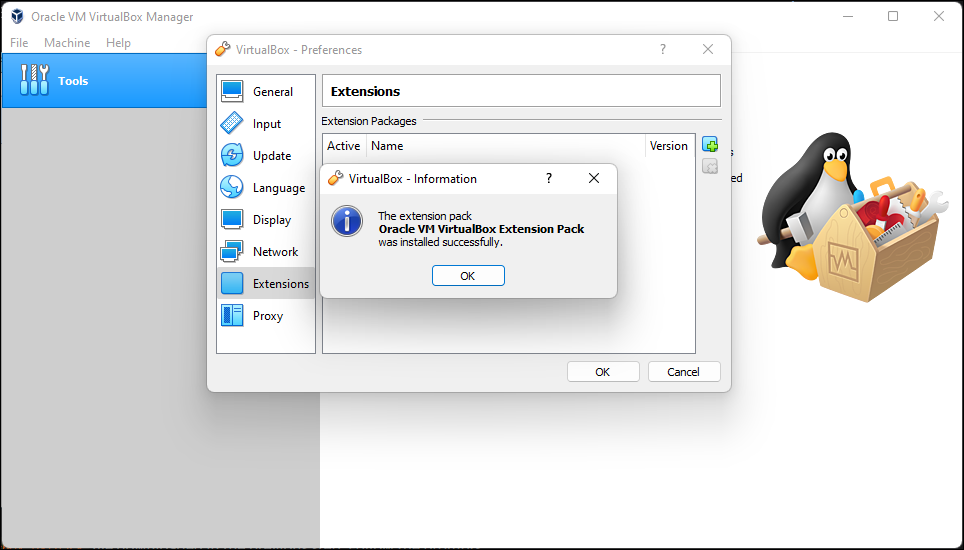 Oracle VM VirtualBox Manager
File Machine Help
Tools
VirtualBox - Preferences
?
General
Input
Update
Language
Display
Network
Extensions
Proxy
Extensions
Extension Packages
Active Name Version
VirtualBox - Information
?
The extension pack
Oracle VM VirtualBox Extension Pack
was installed successfully.
OK
OK Cancel